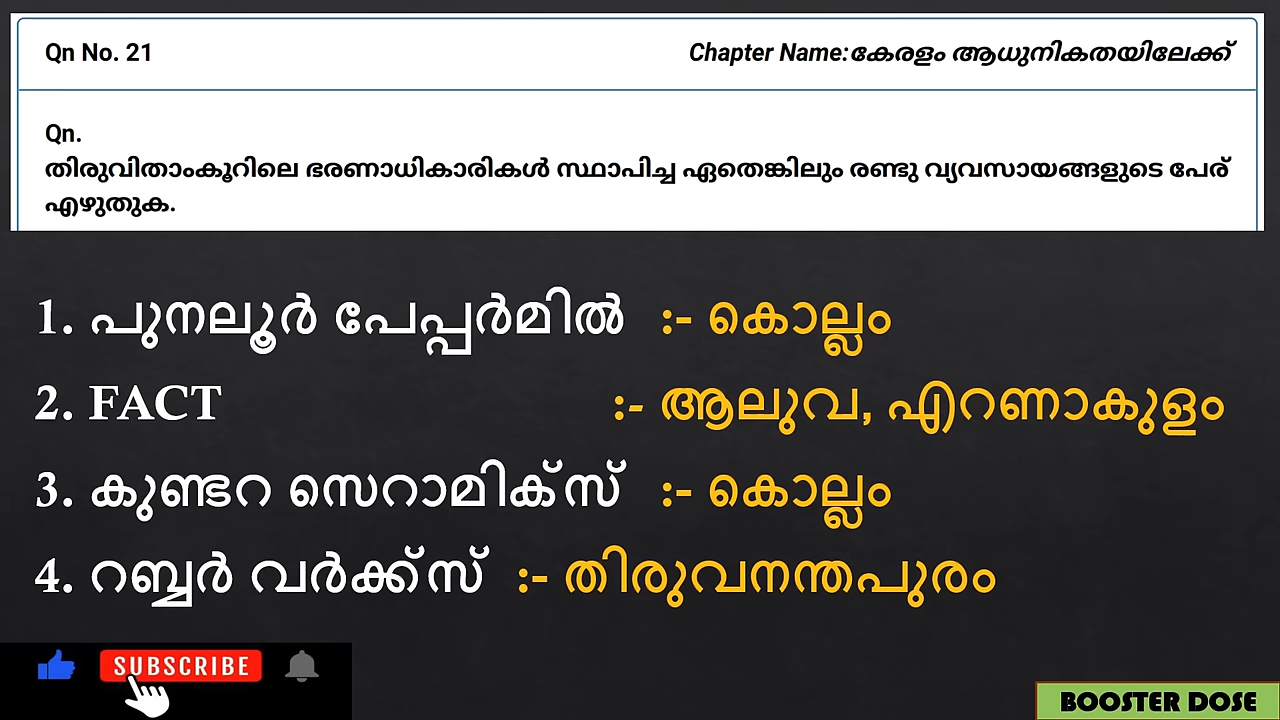 Qn No. 21
Chapter Name:കേരളം ആധുനികതയിലേക്ക്
Qn.
തിരുവിതാംകൂറിലെ ഭരണാധികാരികൾ സ്ഥാപിച്ച ഏതെങ്കിലും രണ്ടു വ്യവസായങ്ങളുടെ പേര്
എഴുതുക.
1. പുനലൂർ പേപ്പർമിൽ :- കൊല്ലം
2. FACT :- ആലുവ, എറണാകുളം
3. കുണ്ടറ സെറാമിക്സ് :- കൊല്ലം
4. റബ്ബർ വർക്ക്സ് :- തിരുവനന്തപുരം
SUBSCRIBE
BOOSTER DOSE